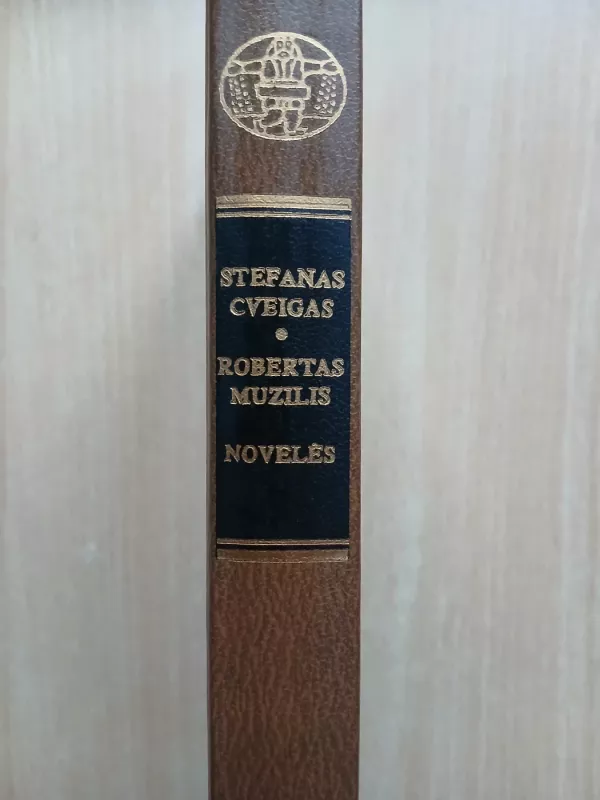 STEFANAS
CVEIGAS
ROBERTAS
MUZILIS
NOVELĖS